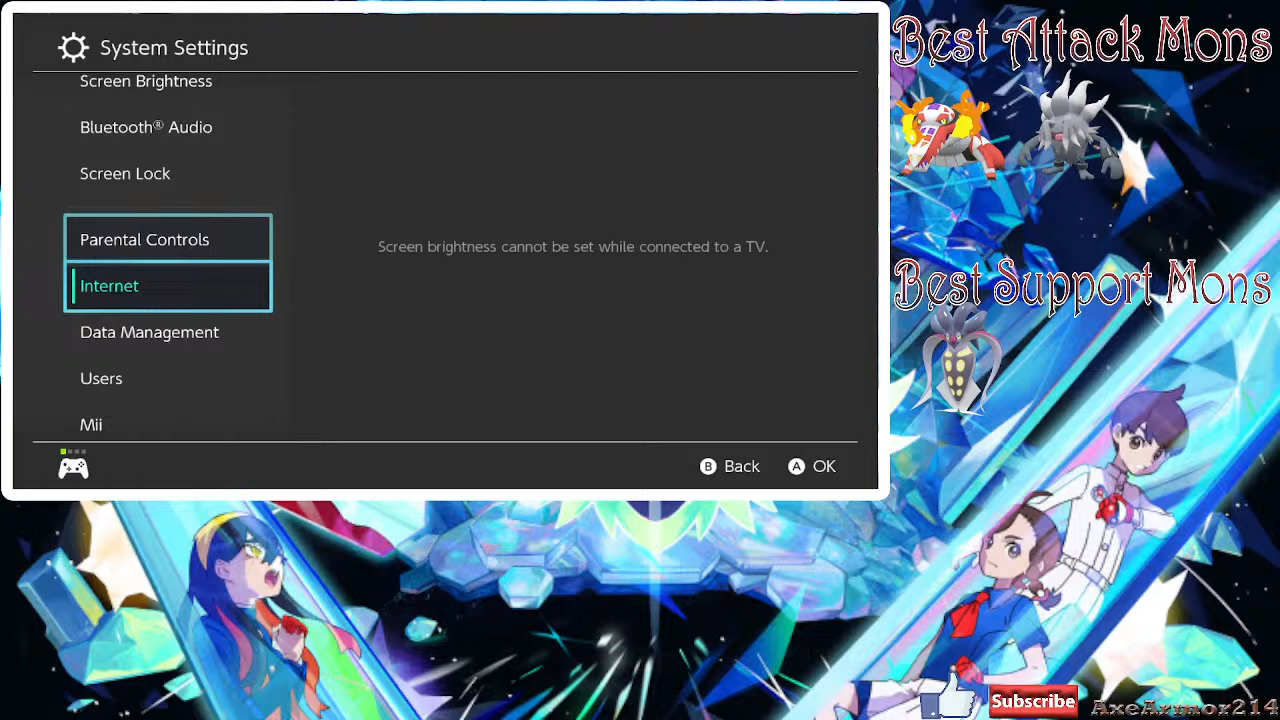 System Settings
Screen Brightness
Bluetooth® Audio
Screen Lock
Parental Controls
Internet
Data Management
Users
Mii
Screen brightness cannot be set while connected to a TV.
B Back A OK
Best Attack Mons
Best Support Mons
Subscribe
AxeArmor214